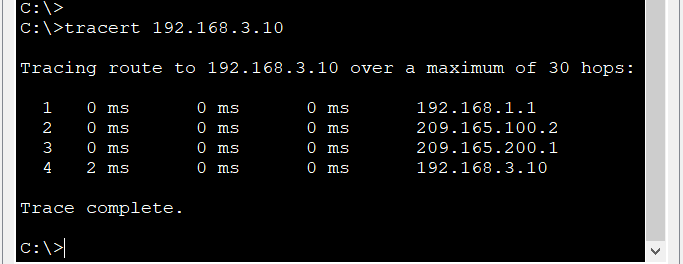 C:\>
C:\>tracert 192.168.3.10
Tracing route to 192.168.3.10 over a maximum of 30 hops:
1 0 ms 0 ms 0 ms 192.168.1.1
2 0 ms 0 ms 0 ms 209.165.100.2
3 0 ms 0 ms 0 ms 209.165.200.1
4 2 ms 0 ms 0 ms 192.168.3.10
Trace complete.
C:\>